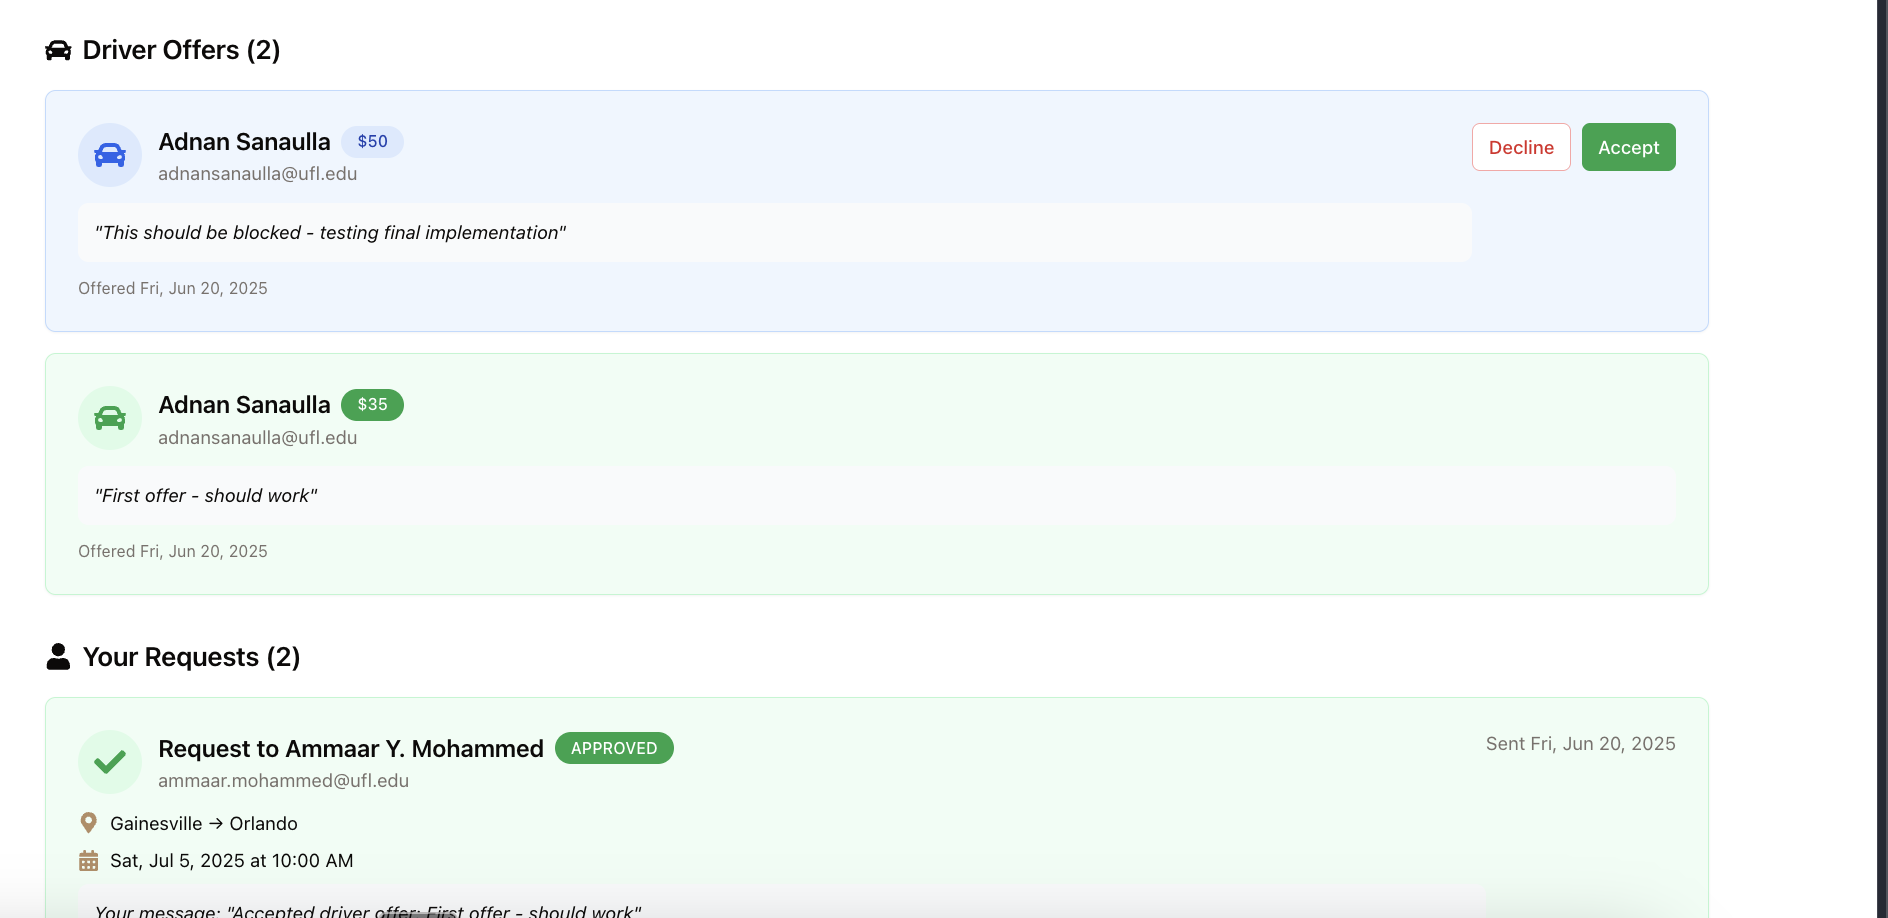 Driver Offers (2)
Adnan Sanaulla $50
adnansanaulla@ufl.edu
Decline Accept
"This should be blocked - testing final implementation"
Offered Fri, Jun 20, 2025
Adnan Sanaulla $35
adnansanaulla@ufl.edu
"First offer - should work"
Offered Fri, Jun 20, 2025
Your Requests (2)
Request to Ammaar Y. Mohammed APPROVED
Sent Fri, Jun 20, 2025
ammaar.mohammed@ufl.edu
Gainesville → Orlando
Sat, Jul 5, 2025 at 10:00 AM
Your message: "Accepted driver offer: First offer - should work"